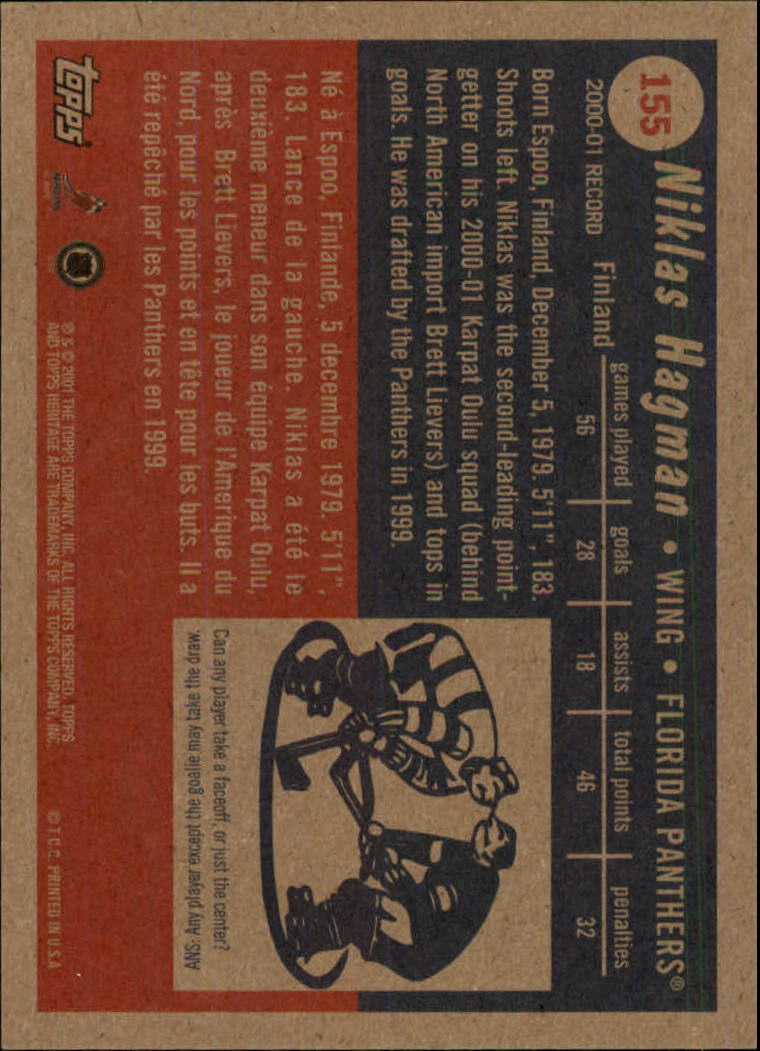 155
Niklas Hagman • WING • FLORIDA PANTHERS®
games played goals assists total points penalties
2000-01 RECORD Finland 56 28 18 46 32
Born Espoo, Finland, December 5, 1979. 5'11", 183.
Shoots left. Niklas was the second-leading point-
getter on his 2000-01 Karpat Oulu squad (behind
North American import Brett Lievers) and tops in
goals. He was drafted by the Panthers in 1999.
Né à Espoo, Finlande, 5 decembre 1979. 5'11",
183. Lance de la gauche. Niklas a été le
deuxième meneur dans son équipe Karpat Oulu,
après Brett Lievers, le joueur de l'Amerique du
Nord, pour les points et en tête pour les buts. Il a
été repêché par les Panthers en 1999.
Can any player take a faceoff, or just the center?
ANS: Any player except the goalie may take the draw.
Topps
® & © 2001 THE TOPPS COMPANY, INC. ALL RIGHTS RESERVED. TOPPS
AND TOPPS HERITAGE ARE TRADEMARKS OF THE TOPPS COMPANY, INC.
© T.C.G. PRINTED IN U.S.A